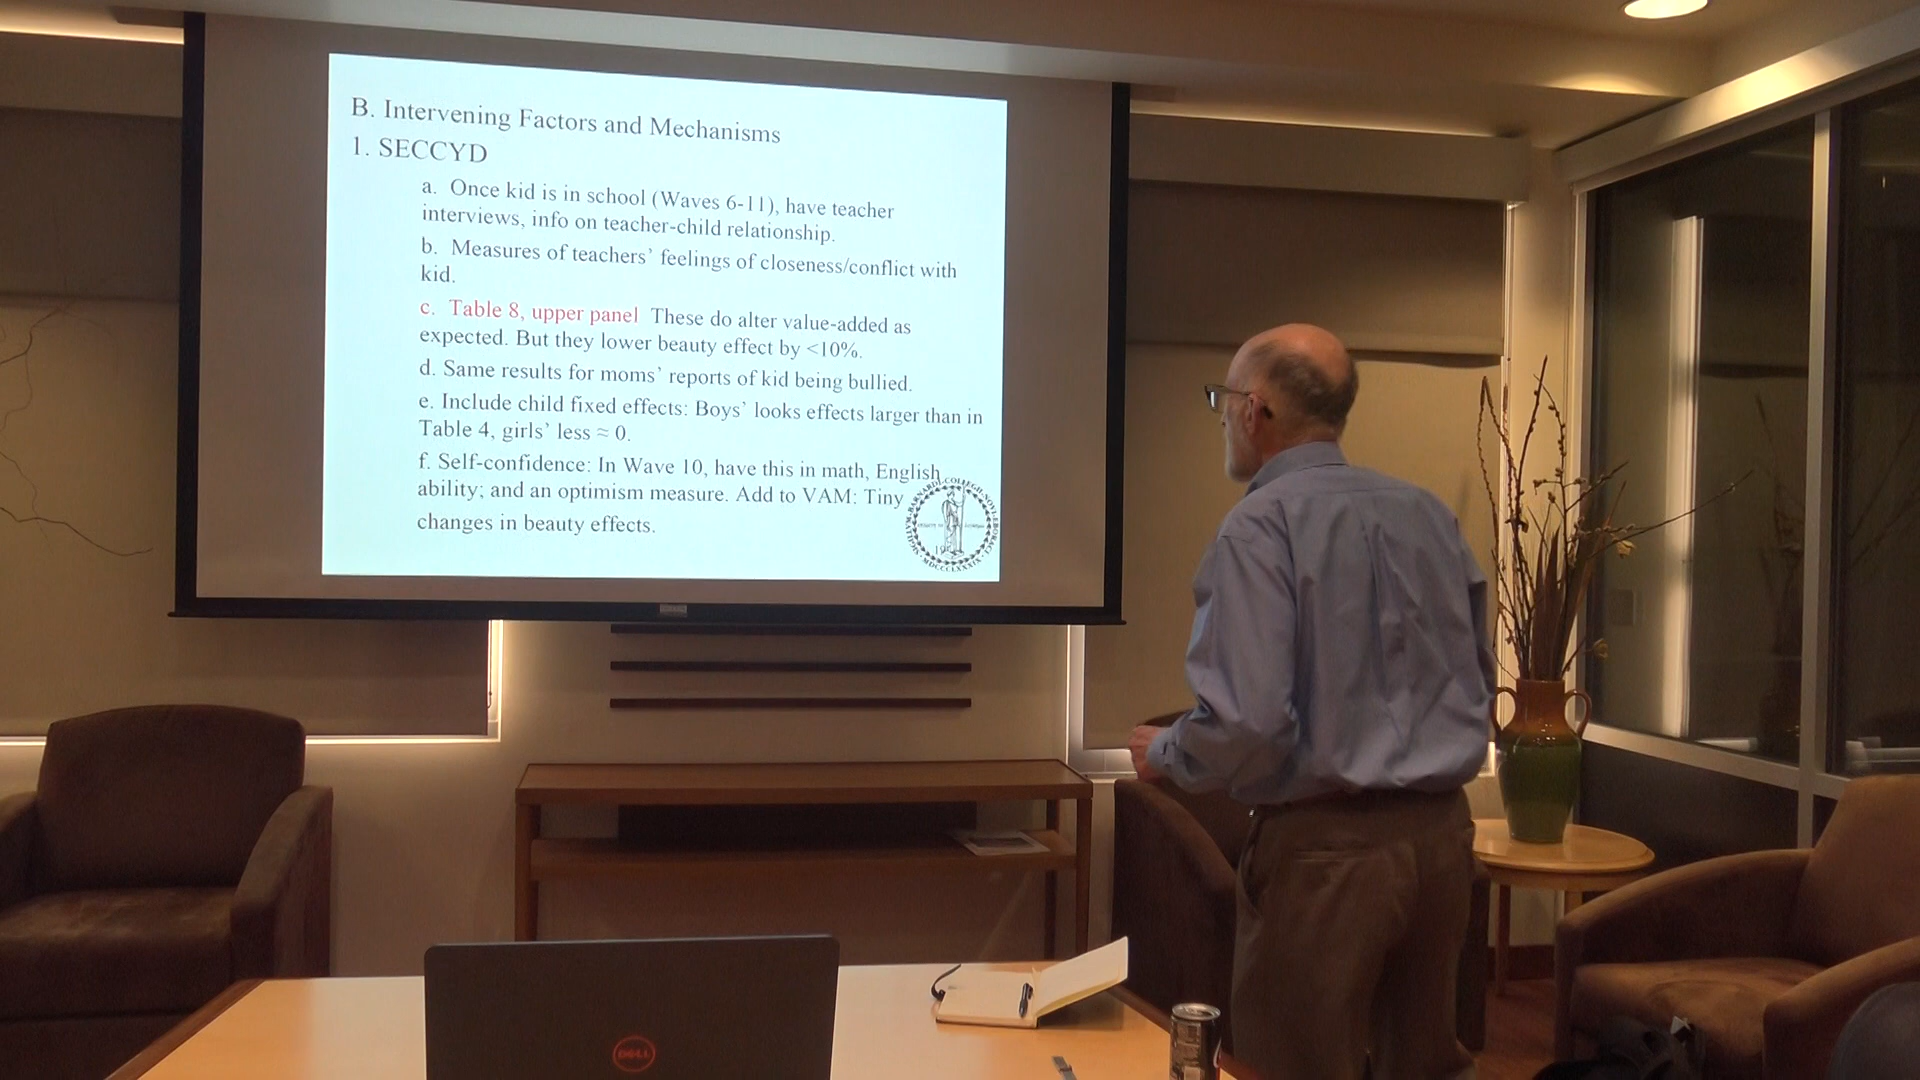 B. Intervening Factors and Mechanisms
1. SECCYD
a. Once kid is in school (Waves 6-11), have teacher
interviews, info on teacher-child relationship.
b. Measures of teachers' feelings of closeness/conflict with
kid.
c. Table 8, upper panel These do alter value-added as
expected. But they lower beauty effect by <10%.
d. Same results for moms' reports of kid being bullied.
e. Include child fixed effects: Boys' looks effects larger than in
Table 4, girls' less ≈ 0.
f. Self-confidence: In Wave 10, have this in math, English
ability; and an optimism measure. Add to VAM: Tiny
changes in beauty effects.
DELL